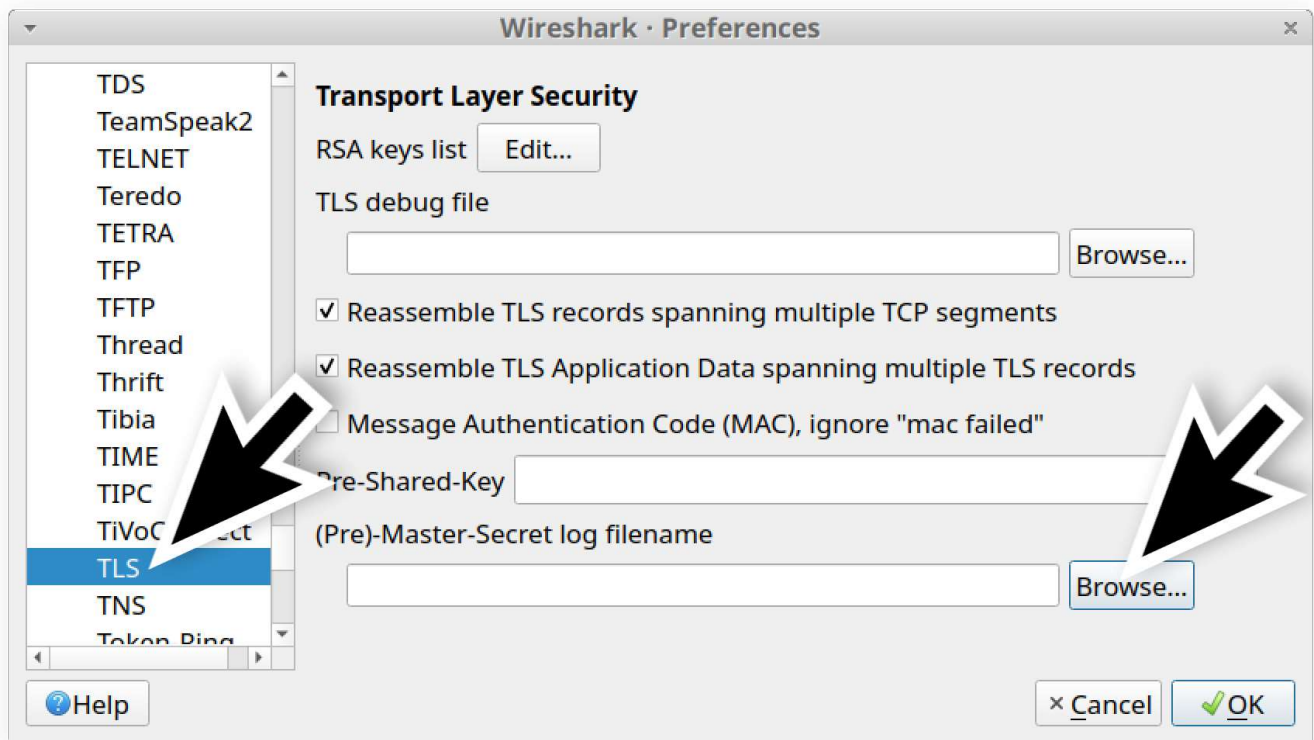 Wireshark · Preferences
TDS
TeamSpeak2
TELNET
Teredo
TETRA
TFP
TFTP
Thread
Thrift
Tibia
TIME
TIPC
TLS
TNS
Token Ring
Transport Layer Security
RSA keys list Edit...
TLS debug file
Browse...
Reassemble TLS records spanning multiple TCP segments
Reassemble TLS Application Data spanning multiple TLS records
Message Authentication Code (MAC), ignore "mac failed"
Pre-Shared-Key
(Pre)-Master-Secret log filename
Browse...
Help
Cancel
OK